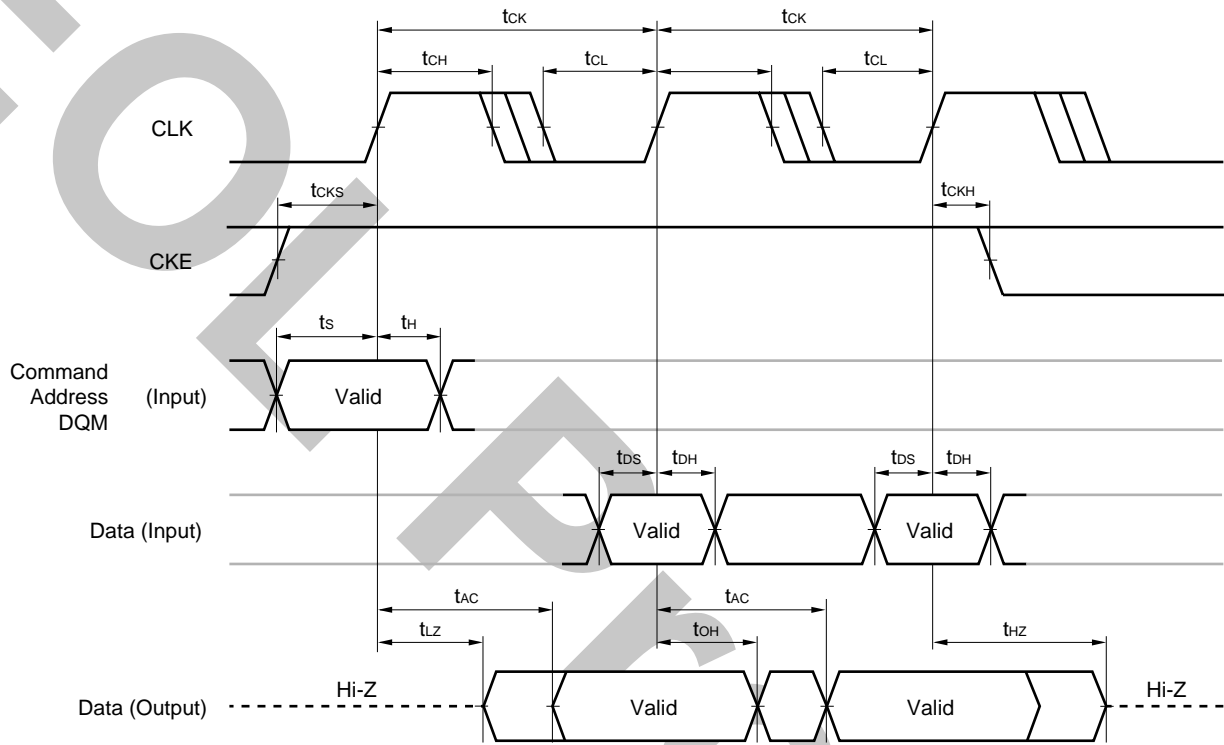 tCK tCK
tCH tCL tCL
CLK
tCKS tCKH
CKE
tS tH
Command
Address (Input) Valid
DQM
tDS tDH tDS tDH
Data (Input) Valid Valid
tAC tAC
tLZ tOH tHZ
Hi-Z Hi-Z
Data (Output) Valid Valid